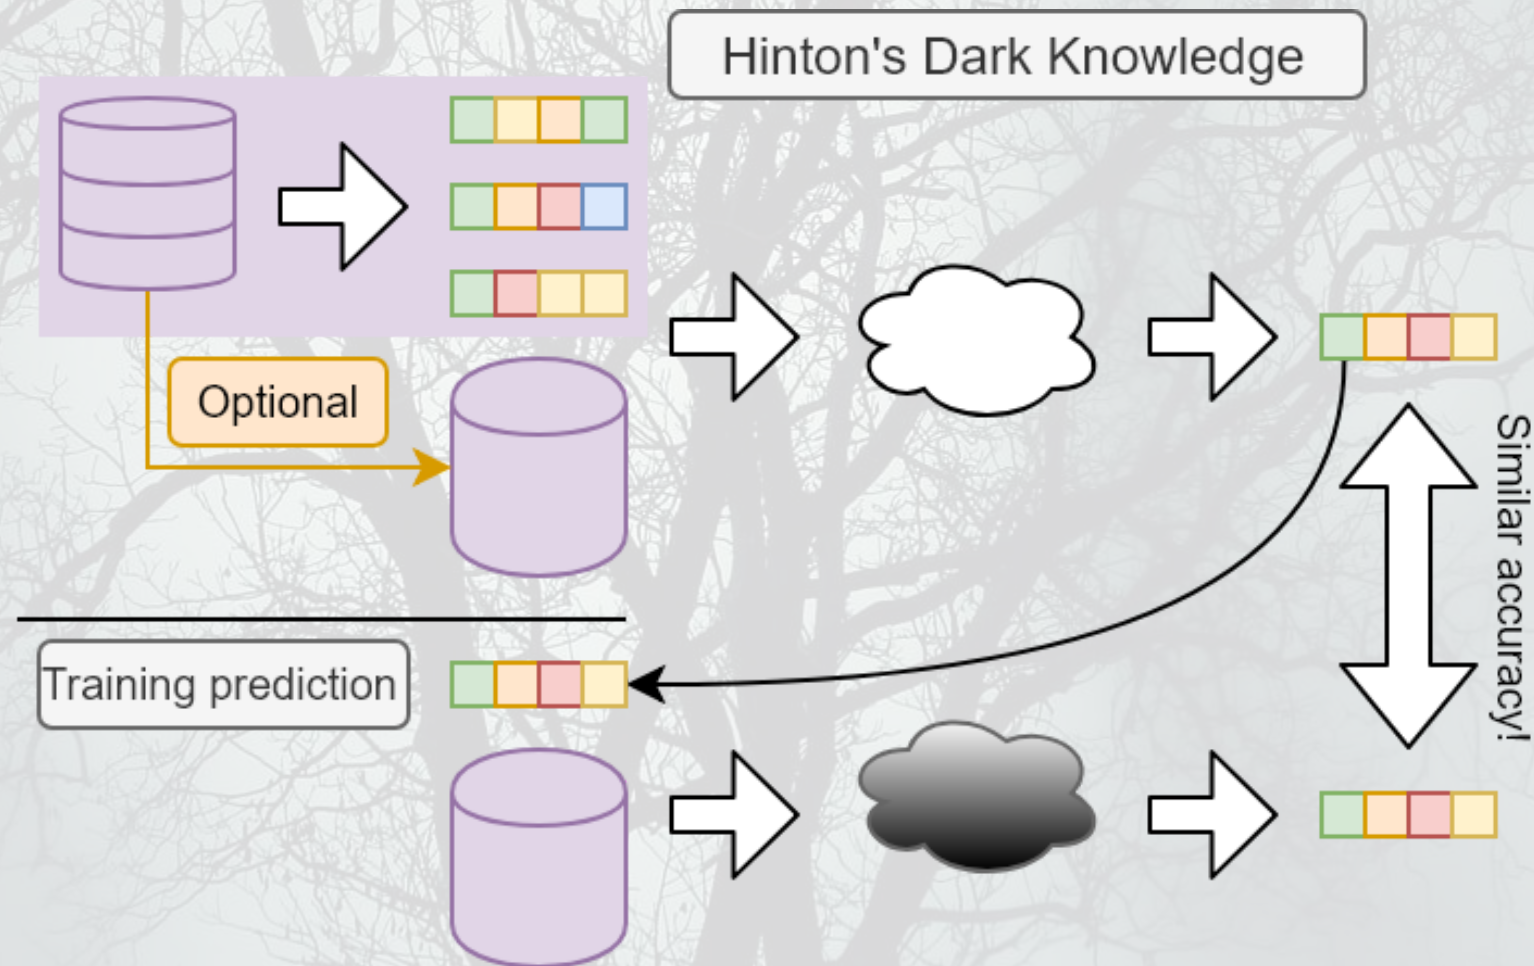 Hinton's Dark Knowledge
Optional
Similar accuracy!
Training prediction